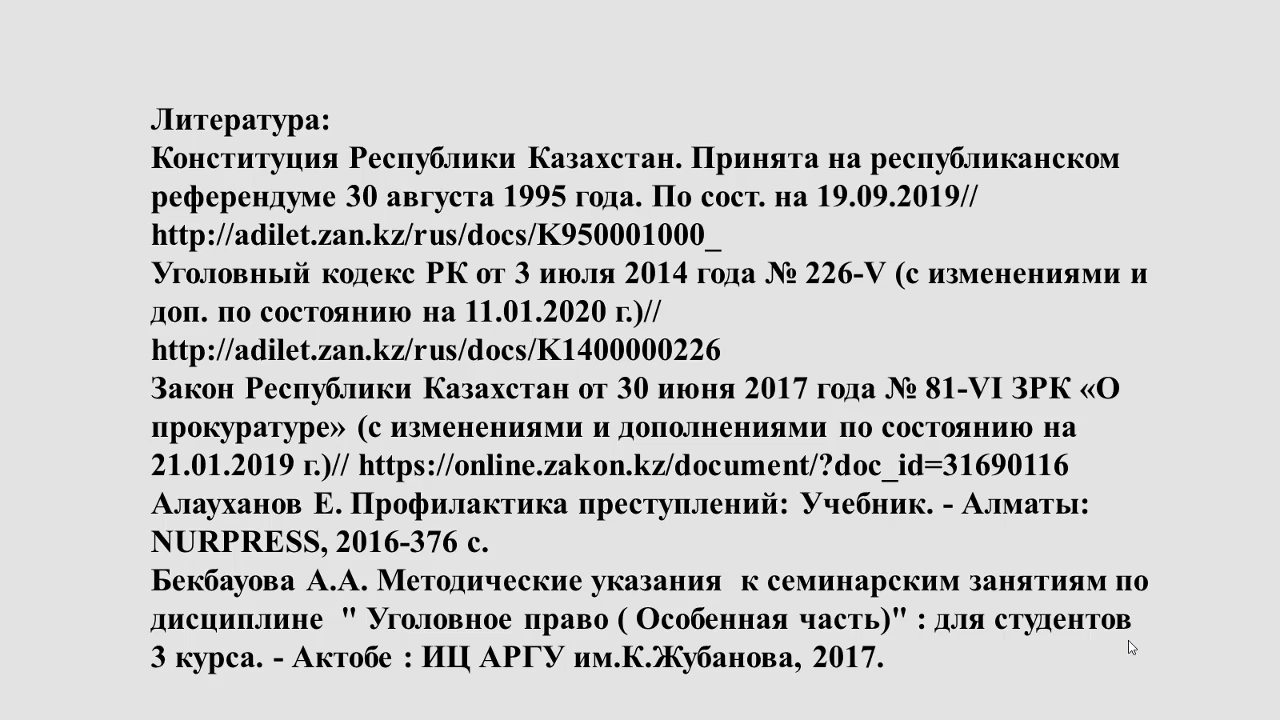 Литература:
Конституция Республики Казахстан. Принята на республиканском
референдуме 30 августа 1995 года. По сост. на 19.09.2019//
http://adilet.zan.kz/rus/docs/K950001000_
Уголовный кодекс РК от 3 июля 2014 года № 226-V (с изменениями и
доп. по состоянию на 11.01.2020 г.)//
http://adilet.zan.kz/rus/docs/K1400000226
Закон Республики Казахстан от 30 июня 2017 года № 81-VI ЗРК «О
прокуратуре» (с изменениями и дополнениями по состоянию на
21.01.2019 г.)// https://online.zakon.kz/document/?doc_id=31690116
Алауханов Е. Профилактика преступлений: Учебник. - Алматы:
NURPRESS, 2016-376 с.
Бекбауова А.А. Методические указания  к семинарским занятиям по
дисциплине  " Уголовное право ( Особенная часть)" : для студентов
3 курса. - Актобе : ИЦ АРГУ им.К.Жубанова, 2017.